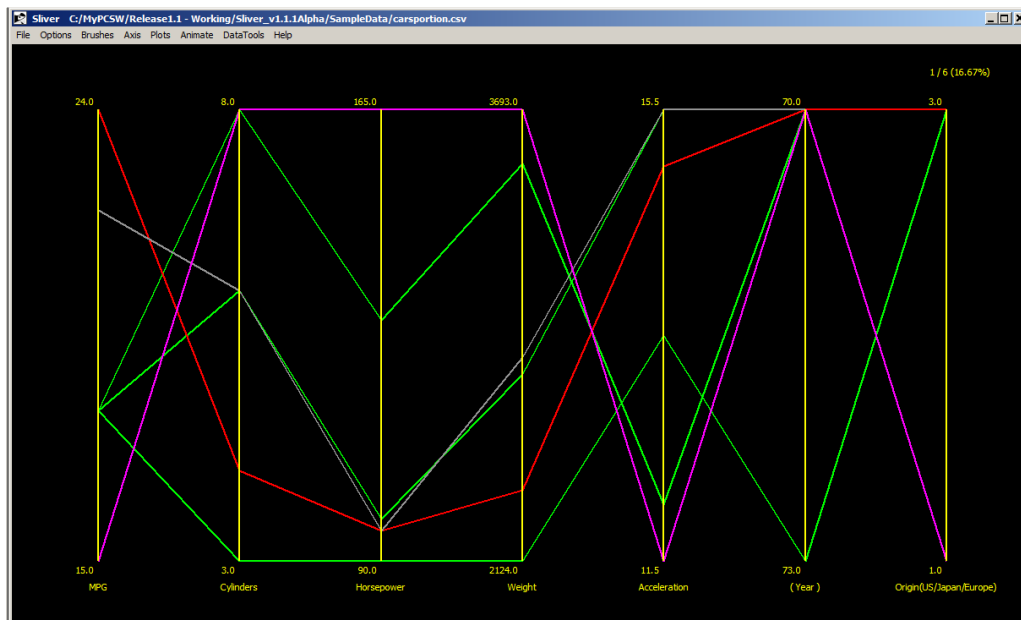 Sliver C:/MyPCSW/Release1.1 - Working/Sliver_v1.1.1Alpha/SampleData/carsportion.csv
File Options Brushes Axis Plots Animate DataTools Help
1 / 6 (16.67%)
24.0 8.0 165.0 3693.0 15.5 70.0 3.0
15.0 3.0 90.0 2124.0 11.5 73.0 1.0
MPG Cylinders Horsepower Weight Acceleration (Year) Origin(US/Japan/Europe)